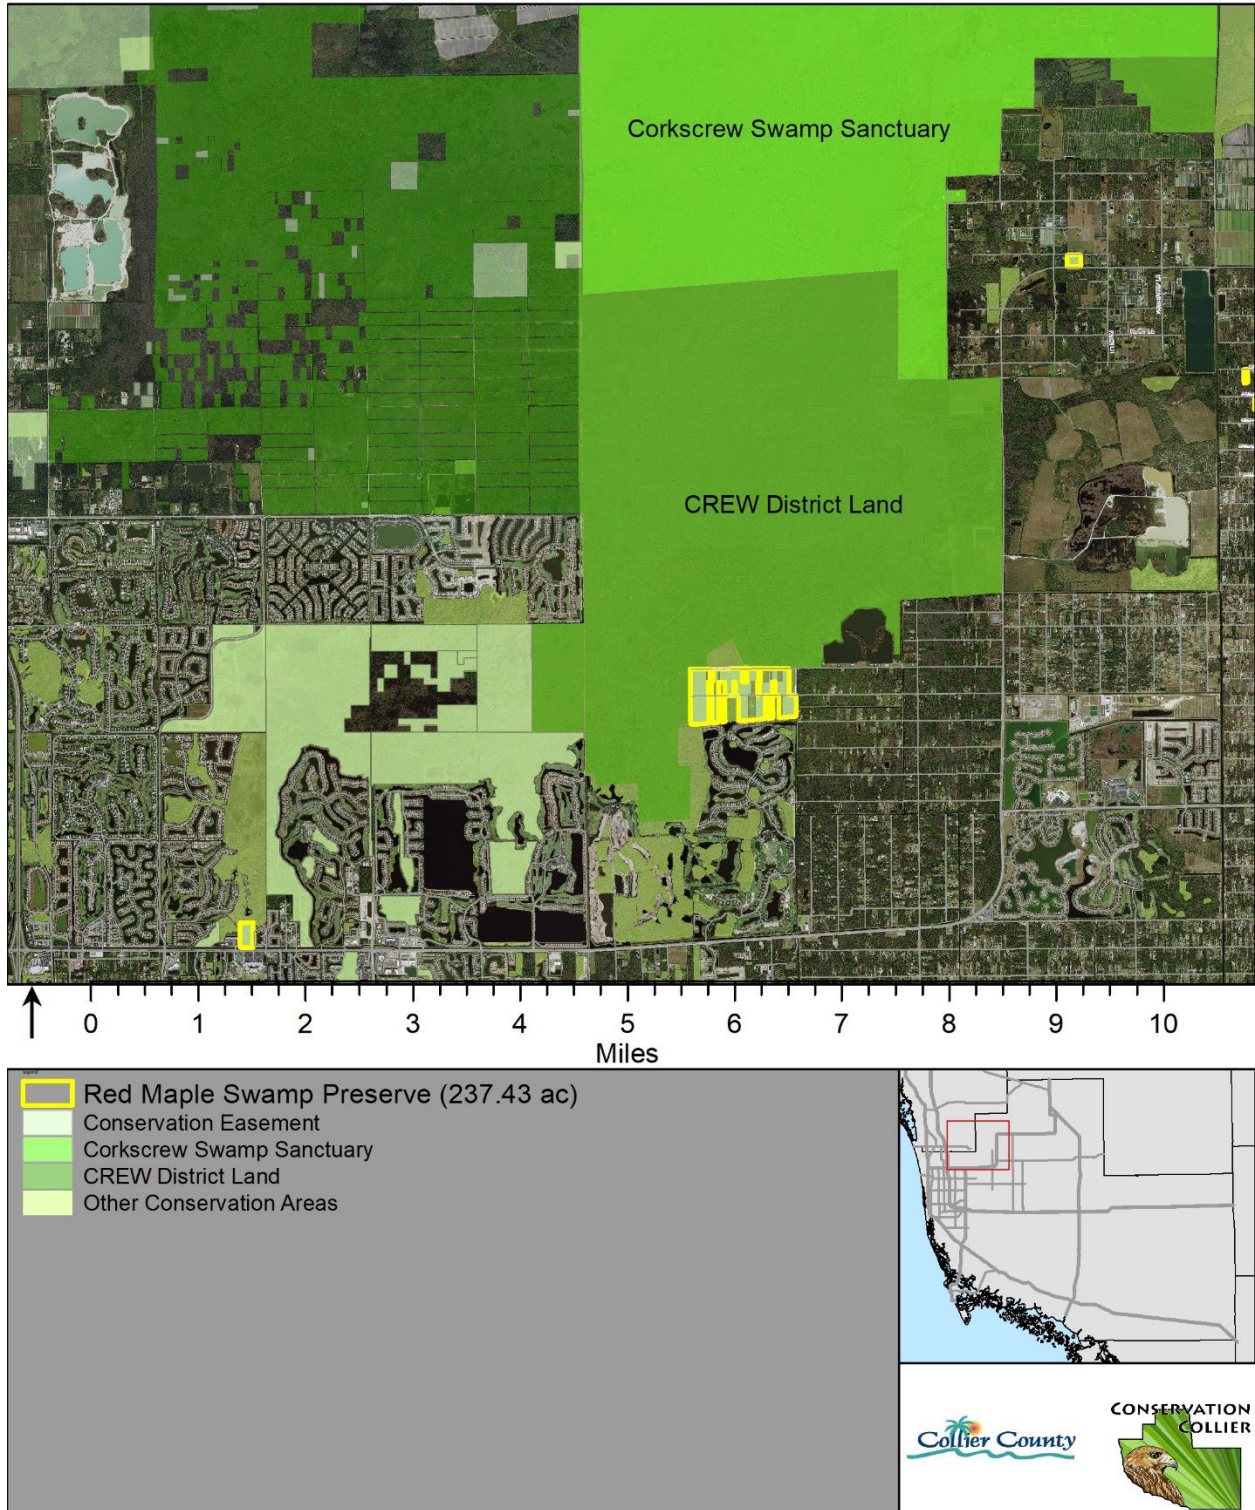 Corkscrew Swamp Sanctuary
CREW District Land
0 1 2 3 4 5 6 7 8 9 10
Miles
Red Maple Swamp Preserve (237.43 ac)
Conservation Easement
Corkscrew Swamp Sanctuary
CREW District Land
Other Conservation Areas
Collier County
CONSERVATION
COLLIER